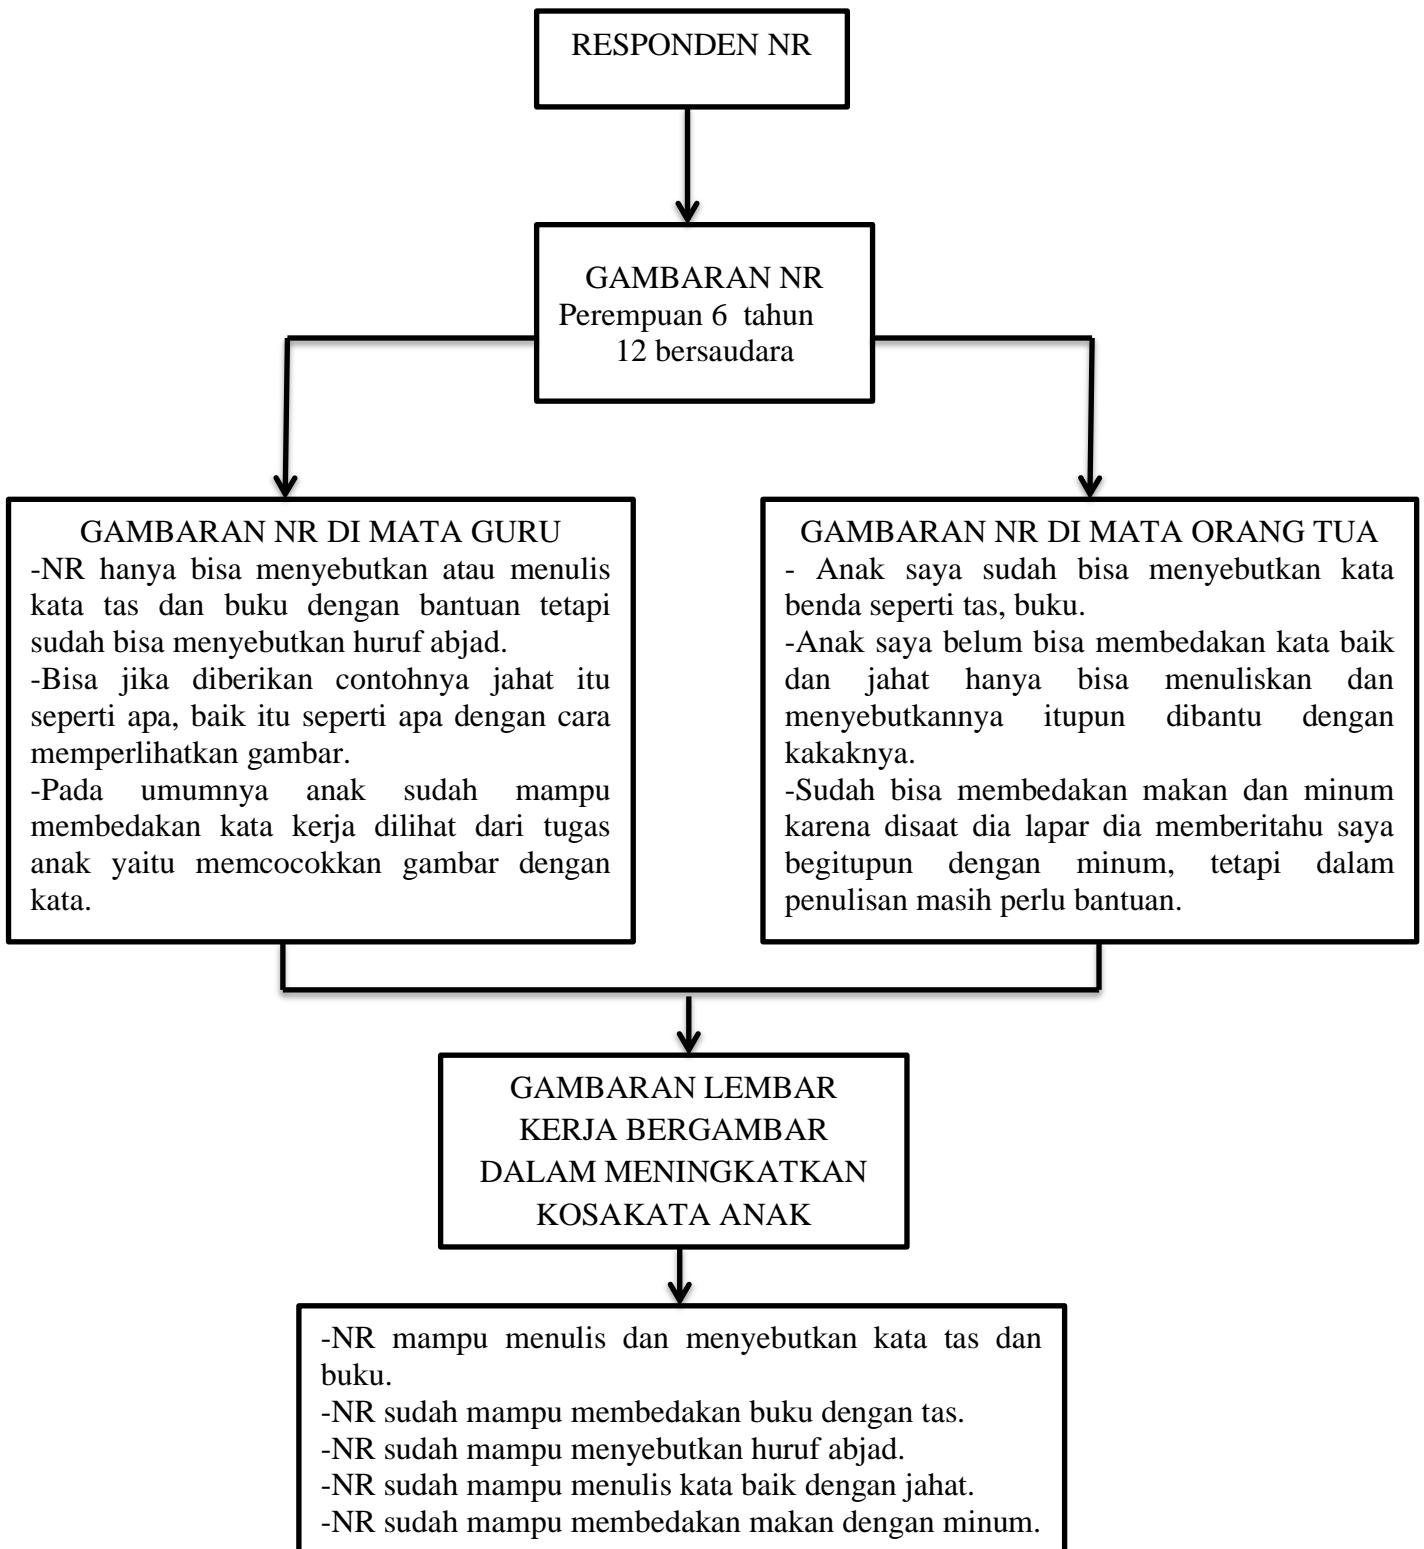 RESPONDEN NR
GAMBARAN NR
Perempuan 6 tahun
12 bersaudara
GAMBARAN NR DI MATA GURU
-NR hanya bisa menyebutkan atau menulis
kata tas dan buku dengan bantuan tetapi
sudah bisa menyebutkan huruf abjad.
-Bisa jika diberikan contohnya jahat itu
seperti apa, baik itu seperti apa dengan cara
memperlihatkan gambar.
-Pada umumnya anak sudah mampu
membedakan kata kerja dilihat dari tugas
anak yaitu memcocokkan gambar dengan
kata.
GAMBARAN NR DI MATA ORANG TUA
- Anak saya sudah bisa menyebutkan kata
benda seperti tas, buku.
-Anak saya belum bisa membedakan kata baik
dan jahat hanya bisa menuliskan dan
menyebutkannya itupun dibantu dengan
kakaknya.
-Sudah bisa membedakan makan dan minum
karena disaat dia lapar dia memberitahu saya
begitupun dengan minum, tetapi dalam
penulisan masih perlu bantuan.
GAMBARAN LEMBAR
KERJA BERGAMBAR
DALAM MENINGKATKAN
KOSAKATA ANAK
-NR mampu menulis dan menyebutkan kata tas dan
buku.
-NR sudah mampu membedakan buku dengan tas.
-NR sudah mampu menyebutkan huruf abjad.
-NR sudah mampu menulis kata baik dengan jahat.
-NR sudah mampu membedakan makan dengan minum.